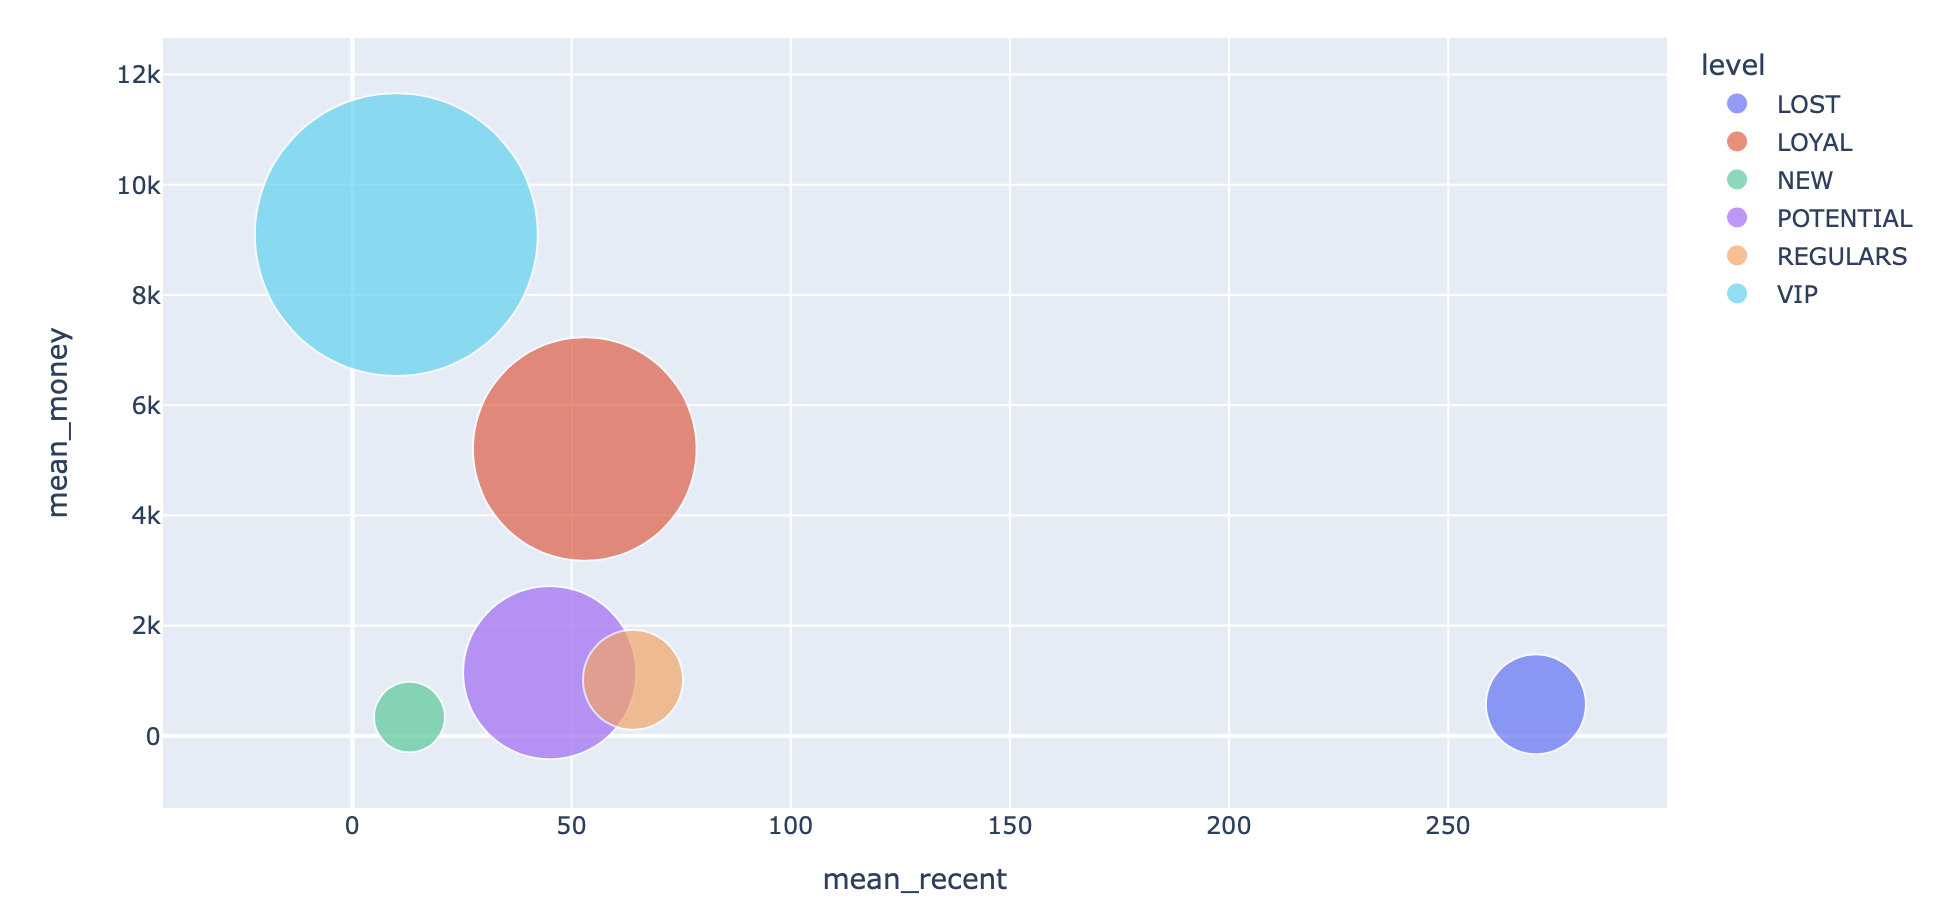 12k
10k
8k
6k
4k
2k
0
mean_money
0 50 100 150 200 250
mean_recent
level
LOST
LOYAL
NEW
POTENTIAL
REGULARS
VIP